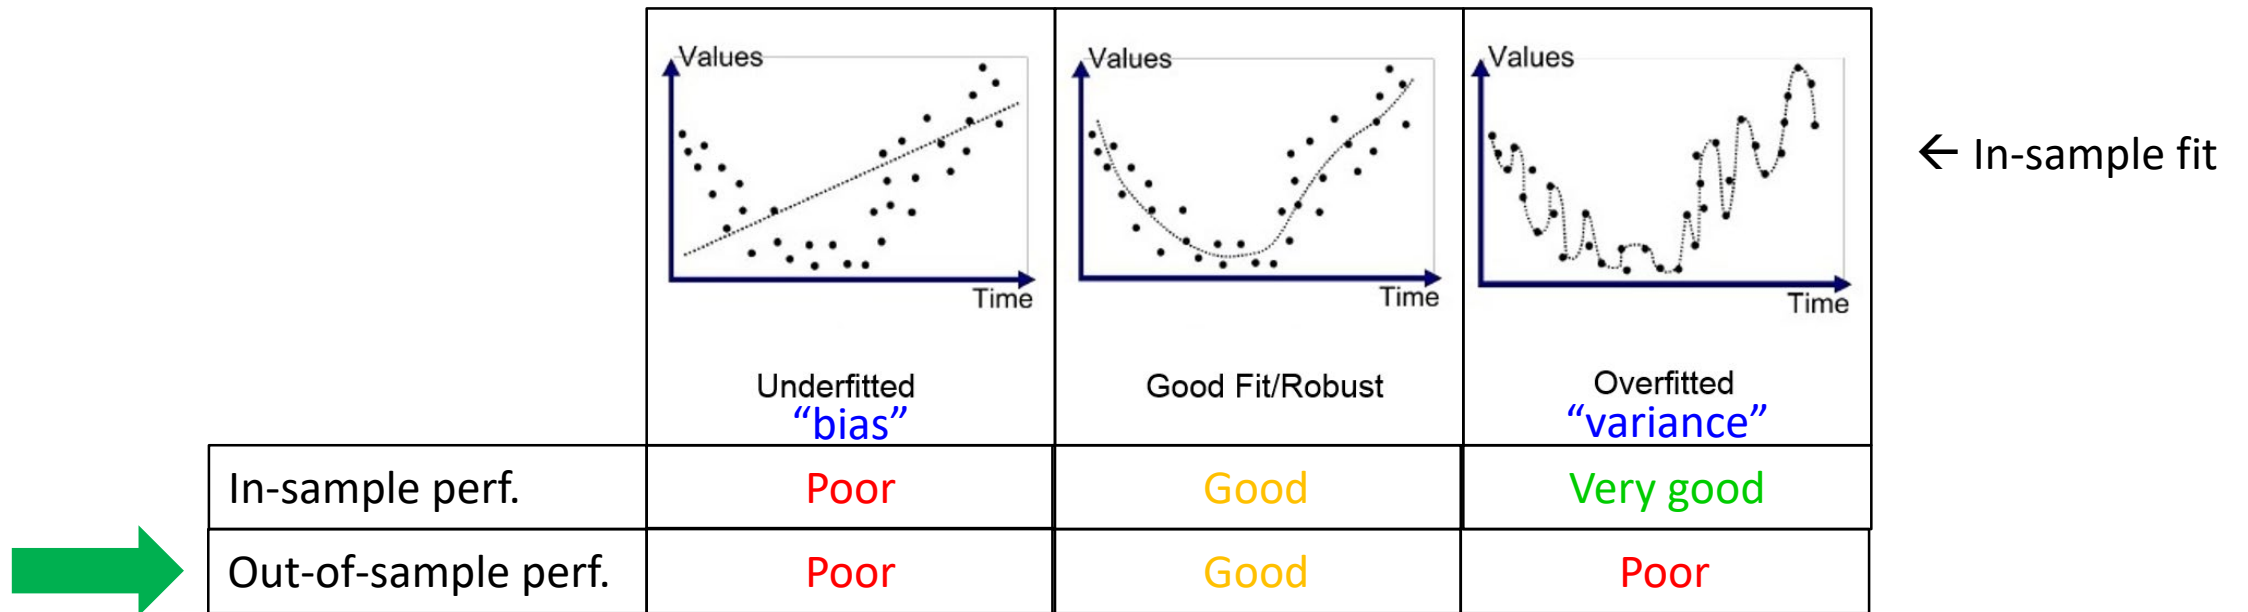 Values
Values
Values
← In-sample fit
Time
Time
Time
Underfitted
Good Fit/Robust
Overfitted
“bias”
“variance”
In-sample perf.
Poor
Good
Very good
Out-of-sample perf.
Poor
Good
Poor